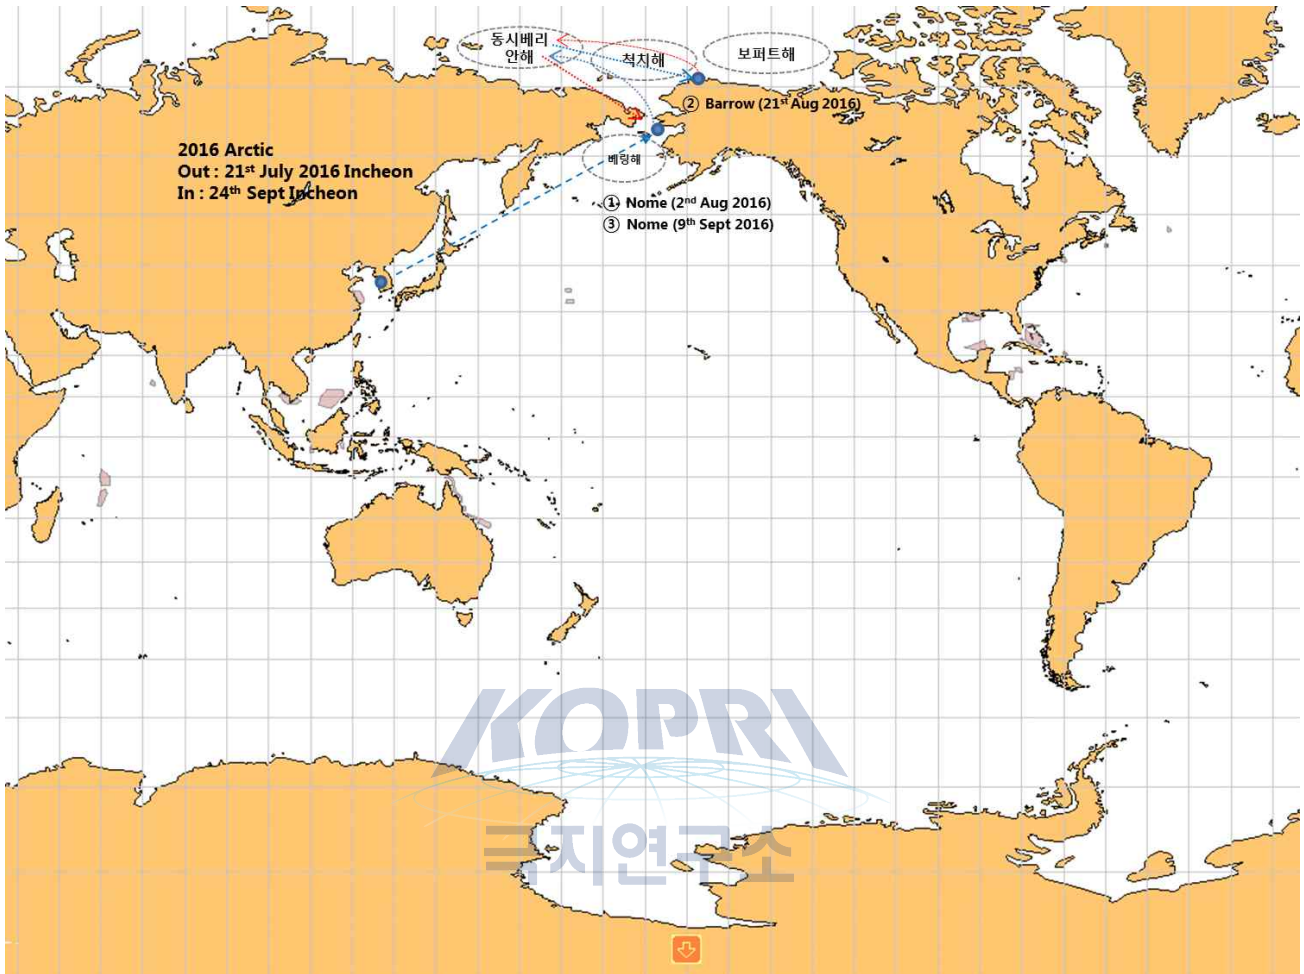 동시베리
안해
척치해
보퍼트해
② Barrow (21st Aug 2016)
2016 Arctic
Out : 21st July 2016 Incheon
In : 24th Sept Incheon
베링해
① Nome (2nd Aug 2016)
③ Nome (9th Sept 2016)
KOPRI
극지연구소